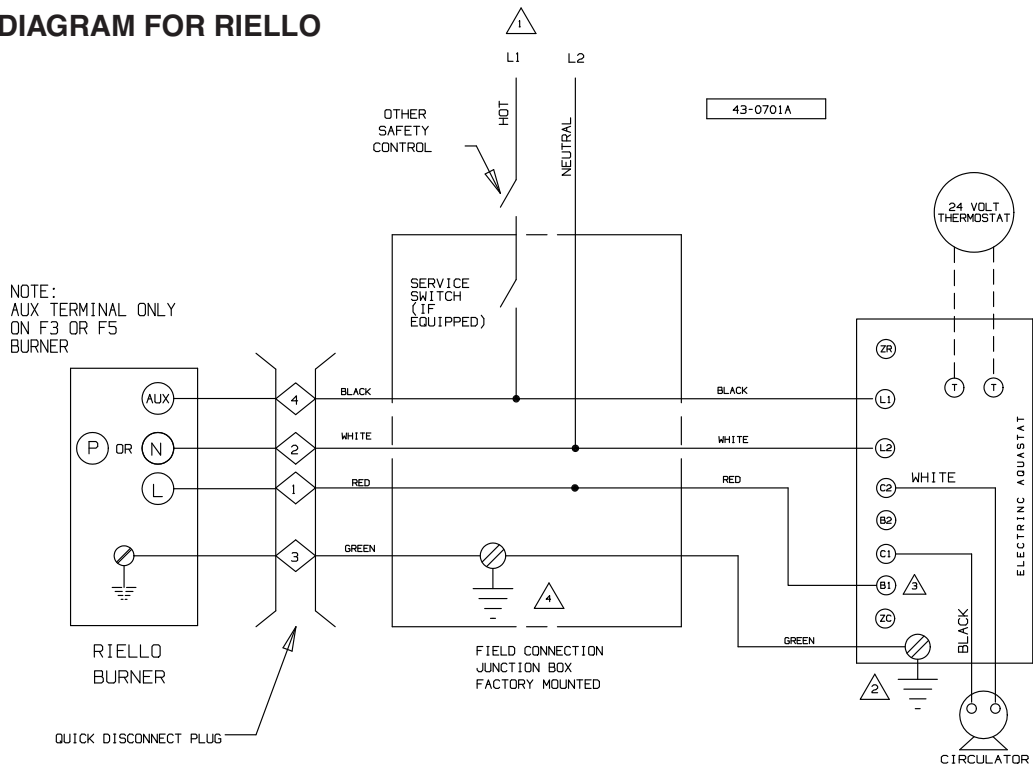 DIAGRAM FOR RIELLO
1
L1
L2
43-0701A
OTHER
SAFETY
CONTROL
HOT
NEUTRAL
24 VOLT
THERMOSTAT
NOTE:
AUX TERMINAL ONLY
ON F3 OR F5
BURNER
SERVICE
SWITCH
(IF
EQUIPPED)
ZR
T
T
AUX
4
BLACK
BLACK
L1
P OR N
2
WHITE
WHITE
L2
L
1
RED
RED
C2
WHITE
B2
ELECTRINC AQUASTAT
3
GREEN
C1
B1
3
4
ZC
BLACK
GREEN
RIELLO
BURNER
FIELD CONNECTION
JUNCTION BOX
FACTORY MOUNTED
2
QUICK DISCONNECT PLUG
CIRCULATOR